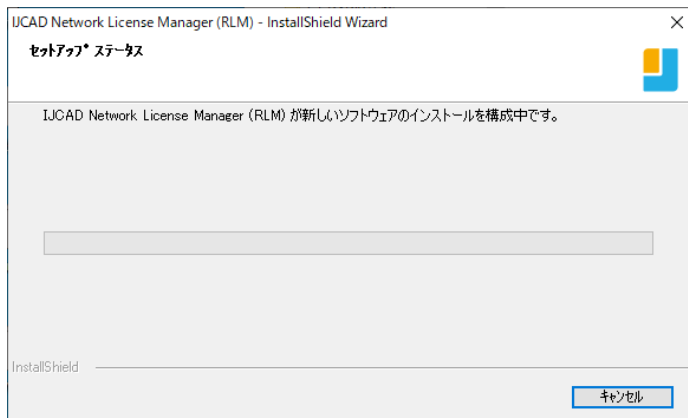 IJCAD Network License Manager (RLM) - InstallShield Wizard
ｾｯﾄｱｯﾌﾟ ｽﾃｰﾀｽ
IJCAD Network License Manager (RLM) が新しいソフトウェアのインストールを構成中です。
InstallShield
ｷｬﾝｾﾙ